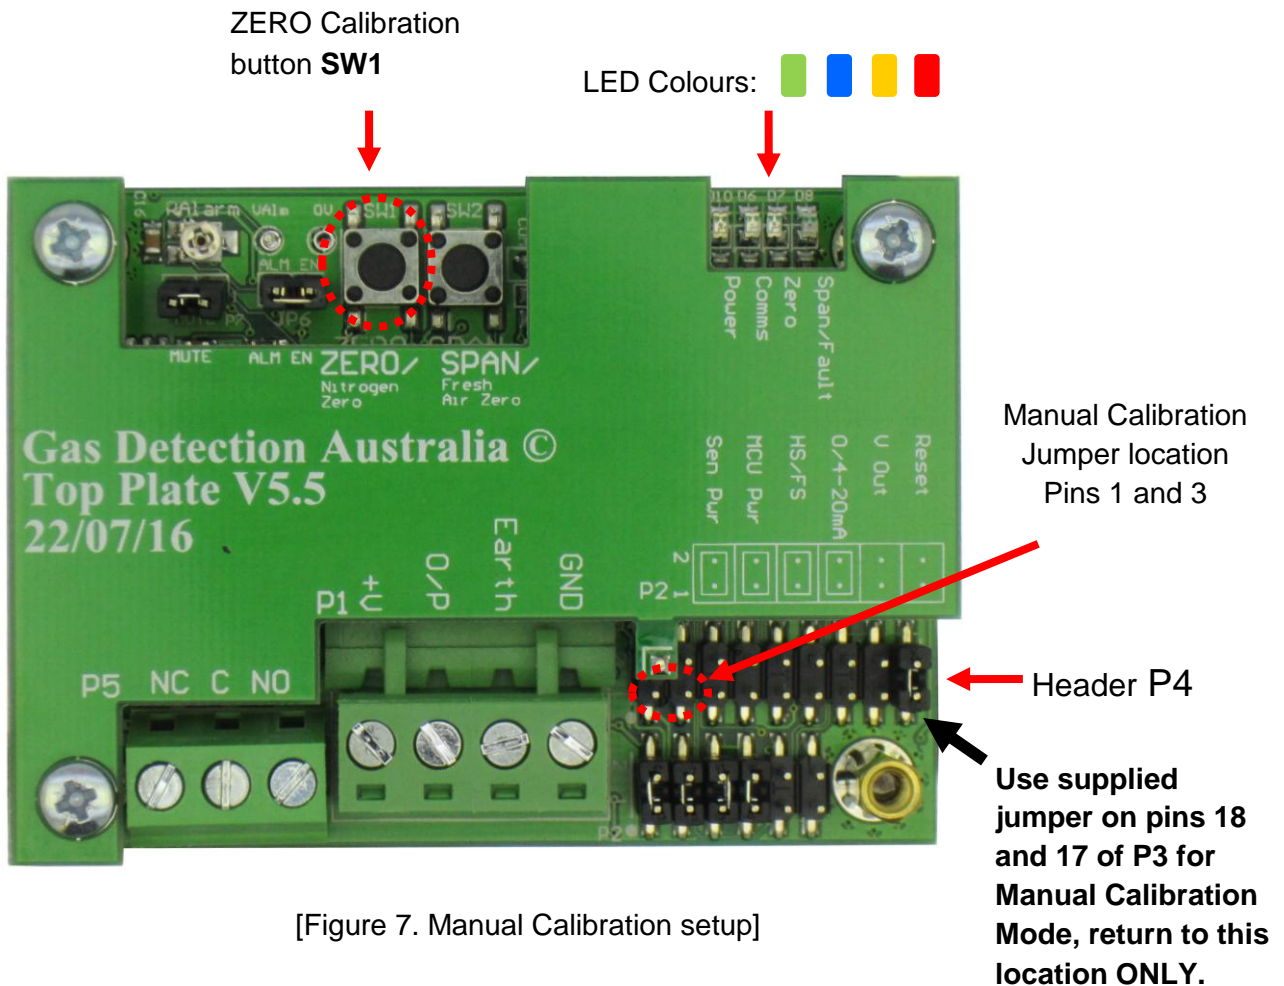 ZERO Calibration
button SW1
LED Colours:
C16
RAlarm
VAlm
0V
SW1
SW2
D10 D6 D7 D8
ALM EN
JP6
P7
MUTE
ALM EN
ZERO/
Nitrogen
Zero
SPAN/
Fresh
Air Zero
Power
Comms
Zero
Span/Fault
Gas Detection Australia ©
Top Plate V5.5
22/07/16
Sen Pwr
MCU Pwr
HS/FS
0/4-20mA
V Out
Reset
2
P2 1
P1
+V
O/P
Earth
GND
P5 NC C NO
P2
Manual Calibration
Jumper location
Pins 1 and 3
Header P4
Use supplied
jumper on pins 18
and 17 of P3 for
Manual Calibration
Mode, return to this
location ONLY.
[Figure 7. Manual Calibration setup]